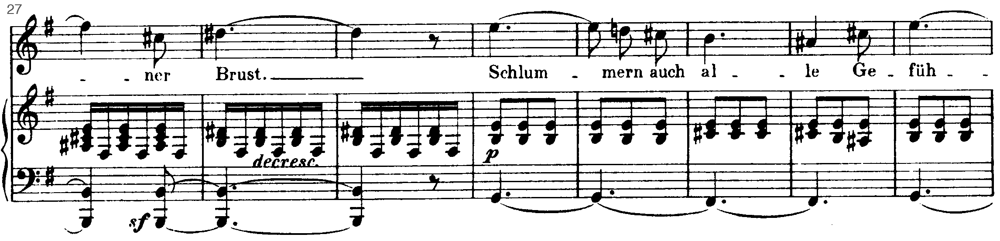 27
- - ner Brust. Schlum - mern auch al - - le Ge - füh - -
decresc. p
sf